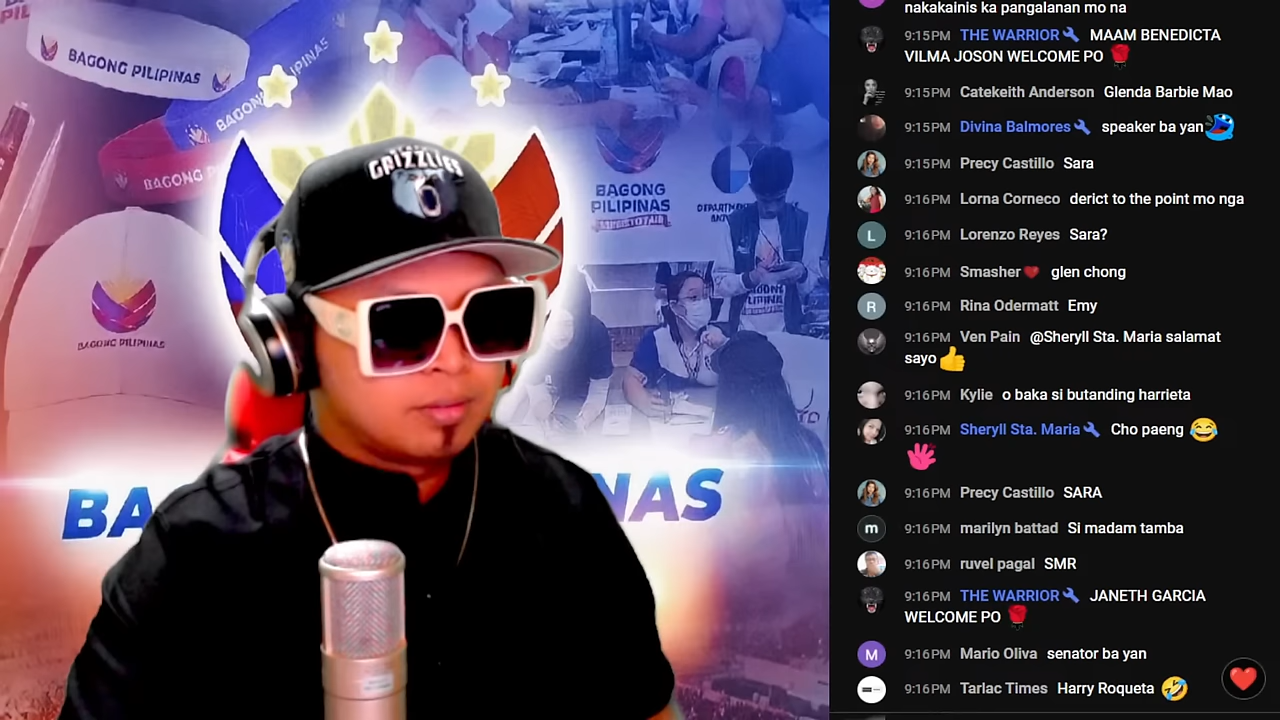 BAGONG PILIPINAS
BAGONG
PILIPINAS
BAGONG P
BAGONG PILIPINAS
BAGONG
PILIPINAS
GRIZZLIES
BA
NAS
nakakainis ka pangalanan mo na
9:15PM THE WARRIOR MAAM BENEDICTA
VILMA JOSON WELCOME PO 🌹
9:15PM Catekeith Anderson Glenda Barbie Mao
9:15PM Divina Balmores speaker ba yan
9:15PM Precy Castillo Sara
9:16PM Lorna Corneco derict to the point mo nga
L
9:16PM Lorenzo Reyes Sara?
9:16PM Smasher❤ glen chong
R
9:16PM Rina Odermatt Emy
9:16PM Ven Pain @Sheryll Sta. Maria salamat
sayo 👍
9:16PM Kylie o baka si butanding harrieta
9:16PM Sheryll Sta. Maria Cho paeng 😂
9:16PM Precy Castillo SARA
m
9:16PM marilyn battad Si madam tamba
9:16PM ruvel pagal SMR
9:16PM THE WARRIOR JANETH GARCIA
WELCOME PO 🌹
M
9:16PM Mario Oliva senator ba yan
9:16PM Tarlac Times Harry Roqueta 🤣